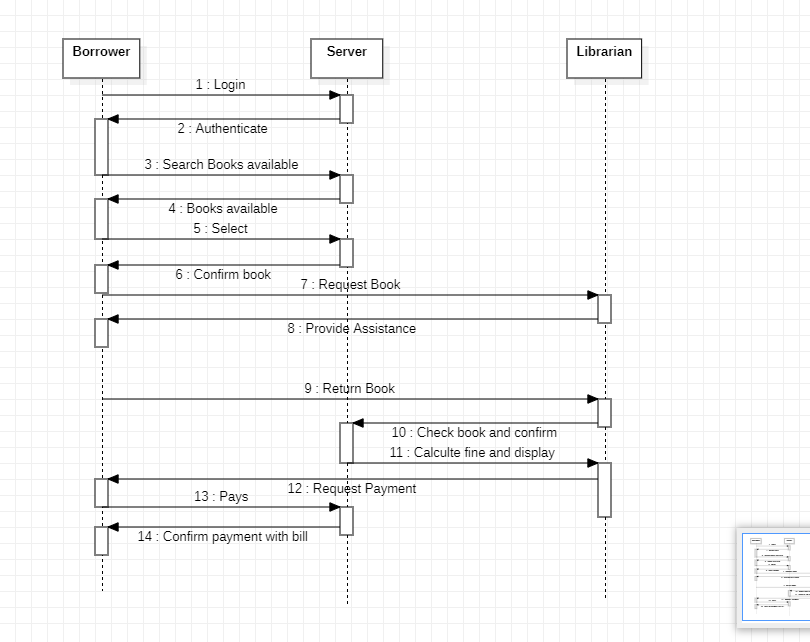 Borrower
Server
Librarian
1 : Login
2 : Authenticate
3 : Search Books available
4 : Books available
5 : Select
6 : Confirm book
7 : Request Book
8 : Provide Assistance
9 : Return Book
10 : Check book and confirm
11 : Calculte fine and display
12 : Request Payment
13 : Pays
14 : Confirm payment with bill